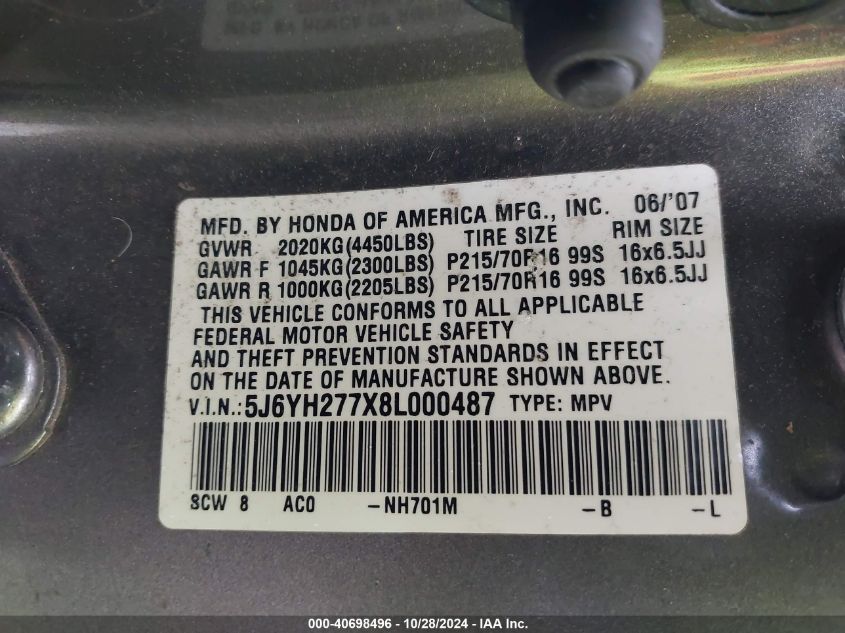 MFD. BY HONDA OF AMERICA MFG., INC. 06/'07
GVWR 2020KG(4450LBS) TIRE SIZE RIM SIZE
GAWR F 1045KG(2300LBS) P215/70R16 99S 16x6.5JJ
GAWR R 1000KG(2205LBS) P215/70R16 99S 16x6.5JJ
THIS VEHICLE CONFORMS TO ALL APPLICABLE
FEDERAL MOTOR VEHICLE SAFETY
AND THEFT PREVENTION STANDARDS IN EFFECT
ON THE DATE OF MANUFACTURE SHOWN ABOVE.
V.I.N.:5J6YH277X8L000487 TYPE: MPV
SCW 8 AC0 -NH701M -B -L
000-40698496 - 10/28/2024 - IAA Inc.